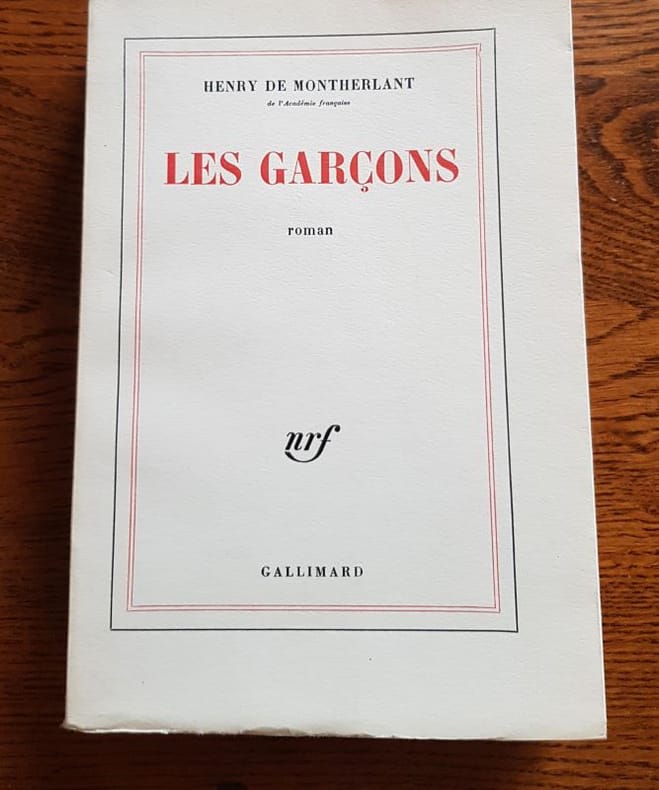 HENRY DE MONTHERLANT
de l'Académie française
LES GARÇONS
roman
nrf
GALLIMARD